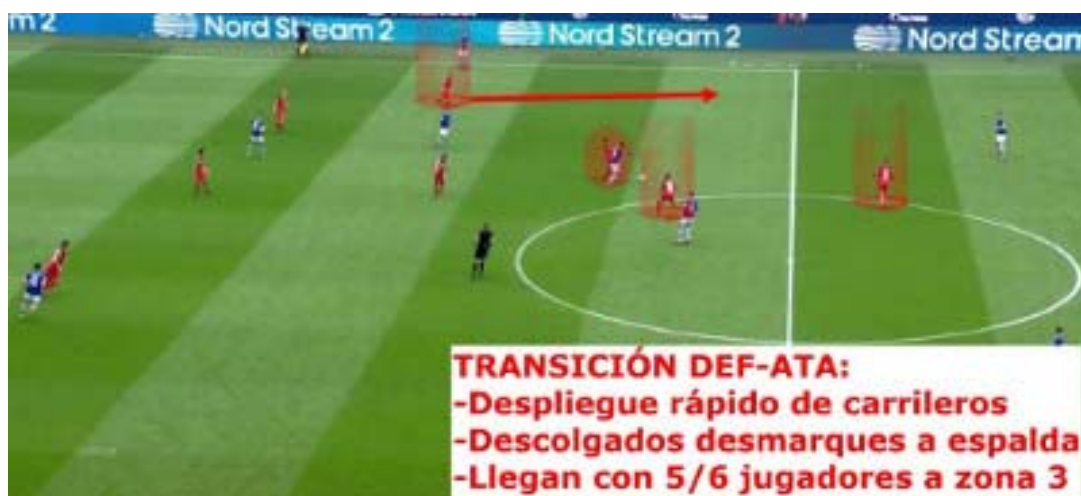 m 2 Nord Stream 2 Nord Stream 2 Nord Stream
TRANSICIÓN DEF-ATA:
-Despliegue rápido de carrileros
-Descolgados desmarques a espalda
-Llegan con 5/6 jugadores a zona 3